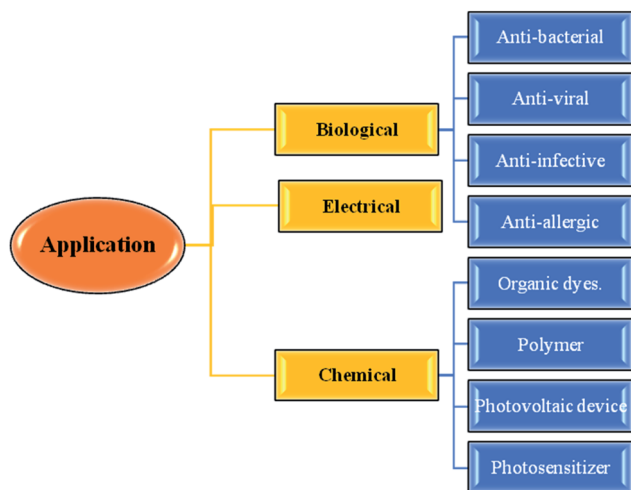 Application
Biological
Electrical
Chemical
Anti-bacterial
Anti-viral
Anti-infective
Anti-allergic
Organic dyes.
Polymer
Photovoltaic device
Photosensitizer